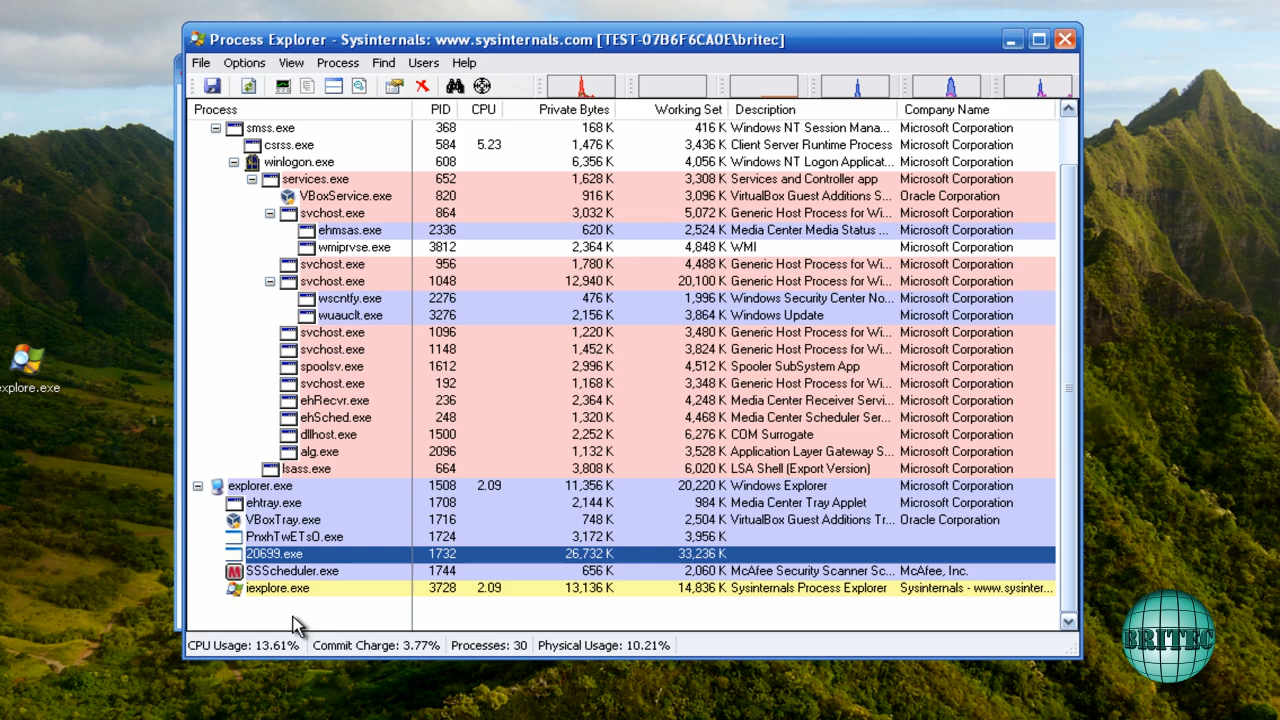 Process Explorer - Sysinternals: www.sysinternals.com [TEST-07B6F6CA0E\britec]
File Options View Process Find Users Help
Process PID CPU Private Bytes Working Set Description Company Name
smss.exe 368 168 K 416 K Windows NT Session Mana... Microsoft Corporation
csrss.exe 584 5.23 1,476 K 3,436 K Client Server Runtime Process Microsoft Corporation
winlogon.exe 608 6,356 K 4,056 K Windows NT Logon Applicat... Microsoft Corporation
services.exe 652 1,628 K 3,308 K Services and Controller app Microsoft Corporation
VBoxService.exe 820 916 K 3,096 K VirtualBox Guest Additions S... Oracle Corporation
svchost.exe 864 3,032 K 5,072 K Generic Host Process for Wi... Microsoft Corporation
ehmsas.exe 2336 620 K 2,524 K Media Center Media Status ... Microsoft Corporation
wmiprvse.exe 3812 2,364 K 4,848 K WMI Microsoft Corporation
svchost.exe 956 1,780 K 4,488 K Generic Host Process for Wi... Microsoft Corporation
svchost.exe 1048 12,940 K 20,100 K Generic Host Process for Wi... Microsoft Corporation
wscntfy.exe 2276 476 K 1,996 K Windows Security Center No... Microsoft Corporation
wuauclt.exe 3276 2,156 K 3,864 K Windows Update Microsoft Corporation
svchost.exe 1096 1,220 K 3,480 K Generic Host Process for Wi... Microsoft Corporation
svchost.exe 1148 1,452 K 3,824 K Generic Host Process for Wi... Microsoft Corporation
spoolsv.exe 1612 2,996 K 4,512 K Spooler SubSystem App Microsoft Corporation
svchost.exe 192 1,168 K 3,348 K Generic Host Process for Wi... Microsoft Corporation
ehRecvr.exe 236 2,364 K 4,248 K Media Center Receiver Servi... Microsoft Corporation
ehSched.exe 248 1,320 K 4,468 K Media Center Scheduler Ser... Microsoft Corporation
dllhost.exe 1500 2,252 K 6,276 K COM Surrogate Microsoft Corporation
alg.exe 2096 1,132 K 3,528 K Application Layer Gateway S... Microsoft Corporation
lsass.exe 664 3,808 K 6,020 K LSA Shell (Export Version) Microsoft Corporation
explorer.exe 1508 2.09 11,356 K 20,220 K Windows Explorer Microsoft Corporation
ehtray.exe 1708 2,144 K 984 K Media Center Tray Applet Microsoft Corporation
VBoxTray.exe 1716 748 K 2,504 K VirtualBox Guest Additions Tr... Oracle Corporation
PnxhTwETsO.exe 1724 3,172 K 3,956 K
20699.exe 1732 26,732 K 33,236 K
SSScheduler.exe 1744 656 K 2,060 K McAfee Security Scanner Sc... McAfee, Inc.
iexplore.exe 3728 2.09 13,136 K 14,836 K Sysinternals Process Explorer Sysinternals - www.sysinter...
CPU Usage: 13.61% Commit Charge: 3.77% Processes: 30 Physical Usage: 10.21%
explore.exe
BRITEC